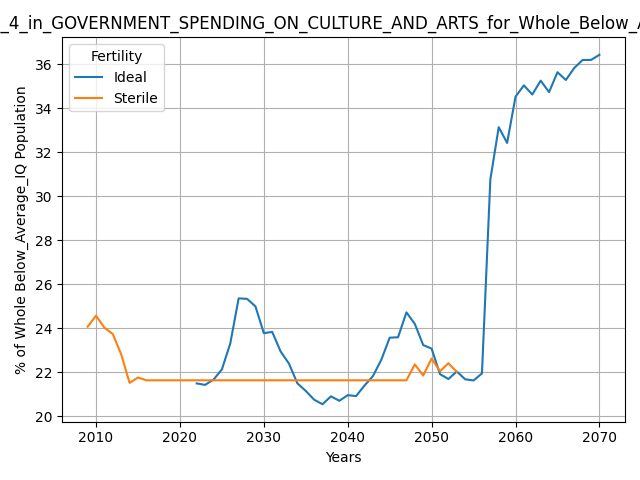 _4_in_GOVERNMENT_SPENDING_ON_CULTURE_AND_ARTS_for_Whole_Below_A
Fertility
Ideal
Sterile
% of Whole Below_Average_IQ Population
36
34
32
30
28
26
24
22
20
2010 2020 2030 2040 2050 2060 2070
Years